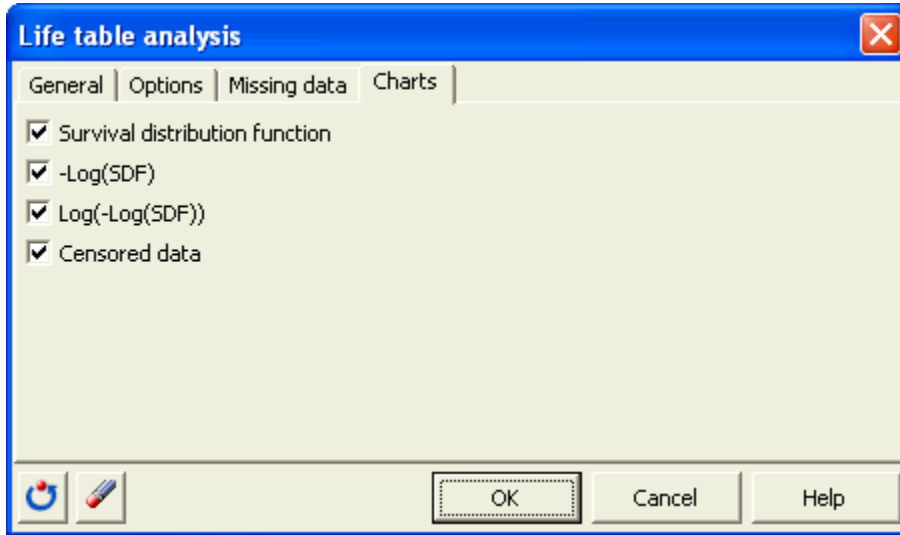 Life table analysis
General Options Missing data Charts
Survival distribution function
-Log(SDF)
Log(-Log(SDF))
Censored data
OK Cancel Help